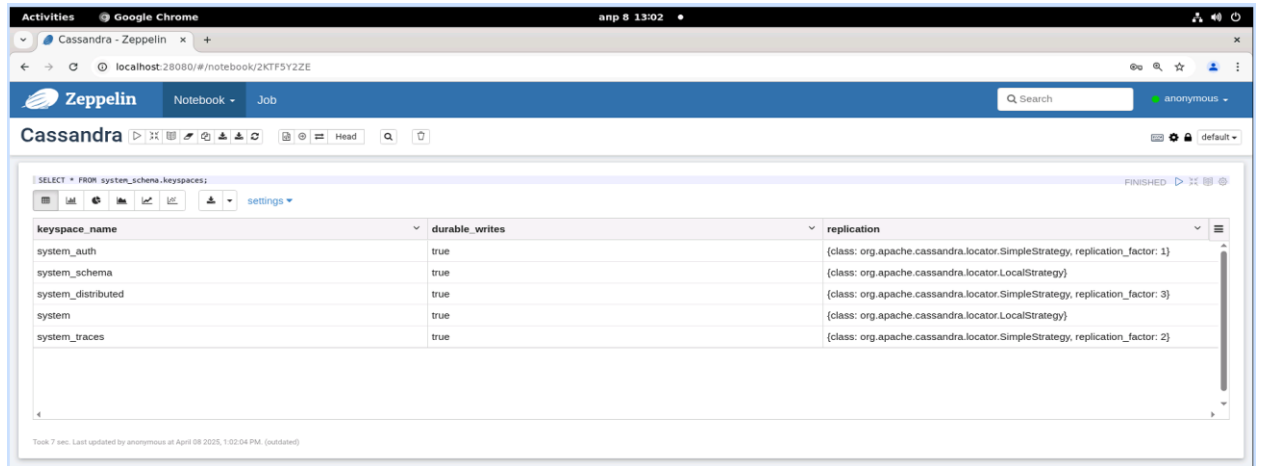 Activities Google Chrome апр 8 13:02
Cassandra - Zeppelin × + ×
localhost:28080/#/notebook/2KTF5Y2ZE
Zeppelin Notebook Job Search anonymous
Cassandra Head default
SELECT * FROM system_schema.keyspaces; FINISHED
settings
keyspace_name durable_writes replication
system_auth true {class: org.apache.cassandra.locator.SimpleStrategy, replication_factor: 1}
system_schema true {class: org.apache.cassandra.locator.LocalStrategy}
system_distributed true {class: org.apache.cassandra.locator.SimpleStrategy, replication_factor: 3}
system true {class: org.apache.cassandra.locator.LocalStrategy}
system_traces true {class: org.apache.cassandra.locator.SimpleStrategy, replication_factor: 2}
Took 7 sec. Last updated by anonymous at April 08 2025, 1:02:04 PM. (outdated)